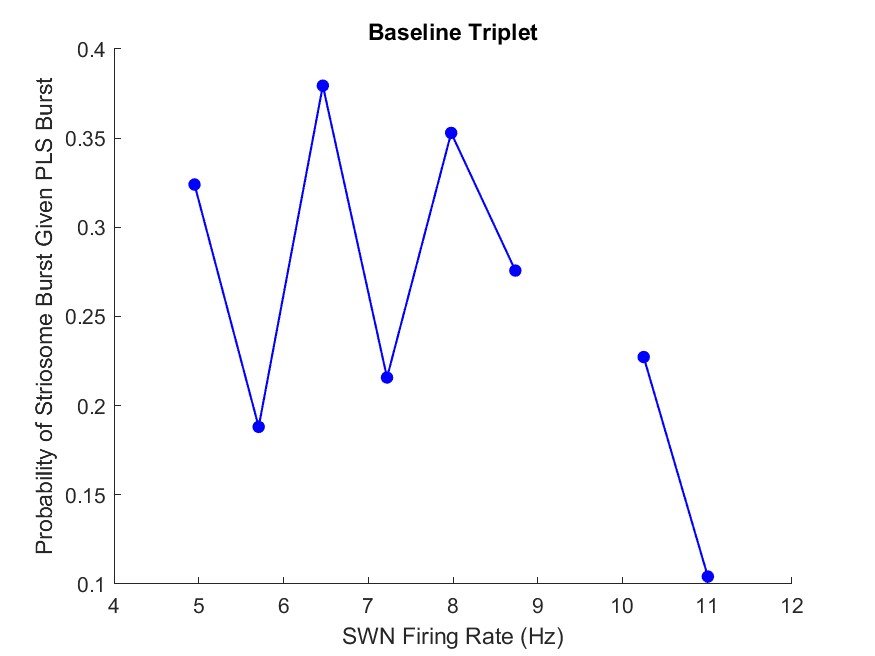 Baseline Triplet
Probability of Striosome Burst Given PLS Burst
0.4
0.35
0.3
0.25
0.2
0.15
0.1
4 5 6 7 8 9 10 11 12
SWN Firing Rate (Hz)